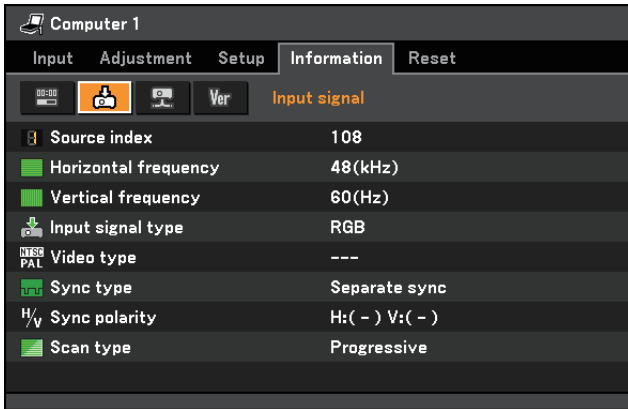 Computer 1
Input Adjustment Setup Information Reset
00:00 Ver Input signal
Source index 108
Horizontal frequency 48(kHz)
Vertical frequency 60(Hz)
Input signal type RGB
NTSC PAL Video type ---
Sync type Separate sync
H/V Sync polarity H:( − ) V:( − )
Scan type Progressive